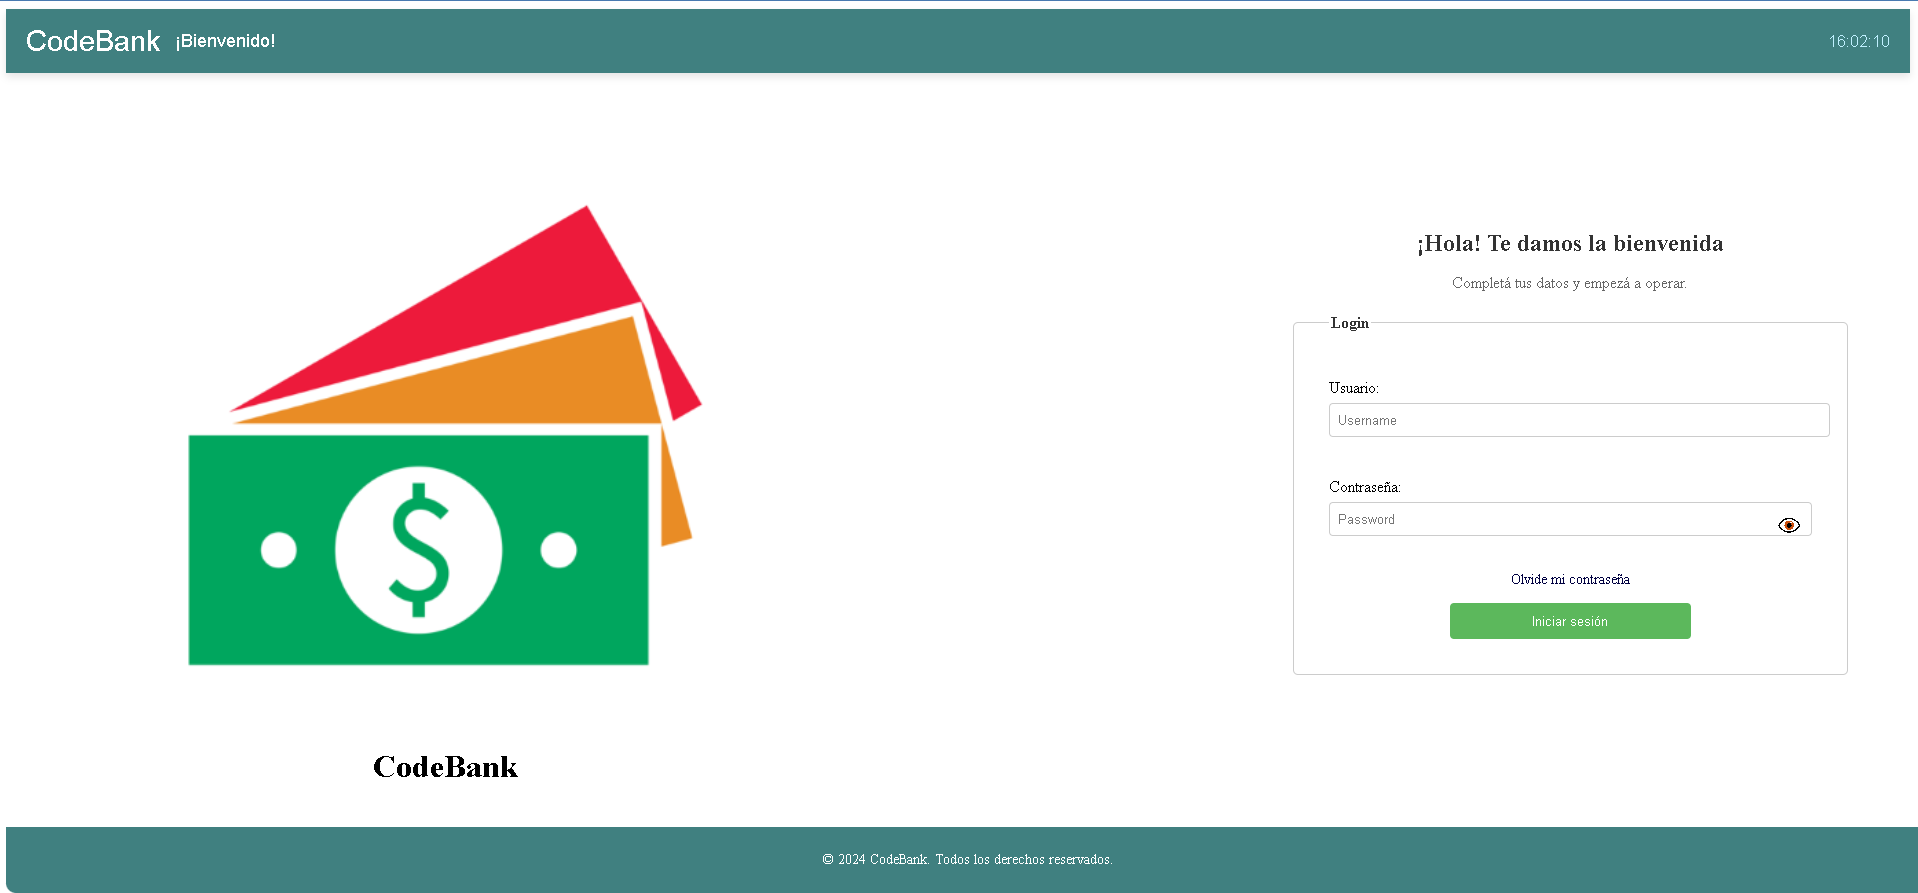 CodeBank ¡Bienvenido! 16:02:10
¡Hola! Te damos la bienvenida
Completá tus datos y empezá a operar.
Login
Usuario:
Username
Contraseña:
Password
Olvide mi contraseña
Iniciar sesión
$
CodeBank
© 2024 CodeBank. Todos los derechos reservados.